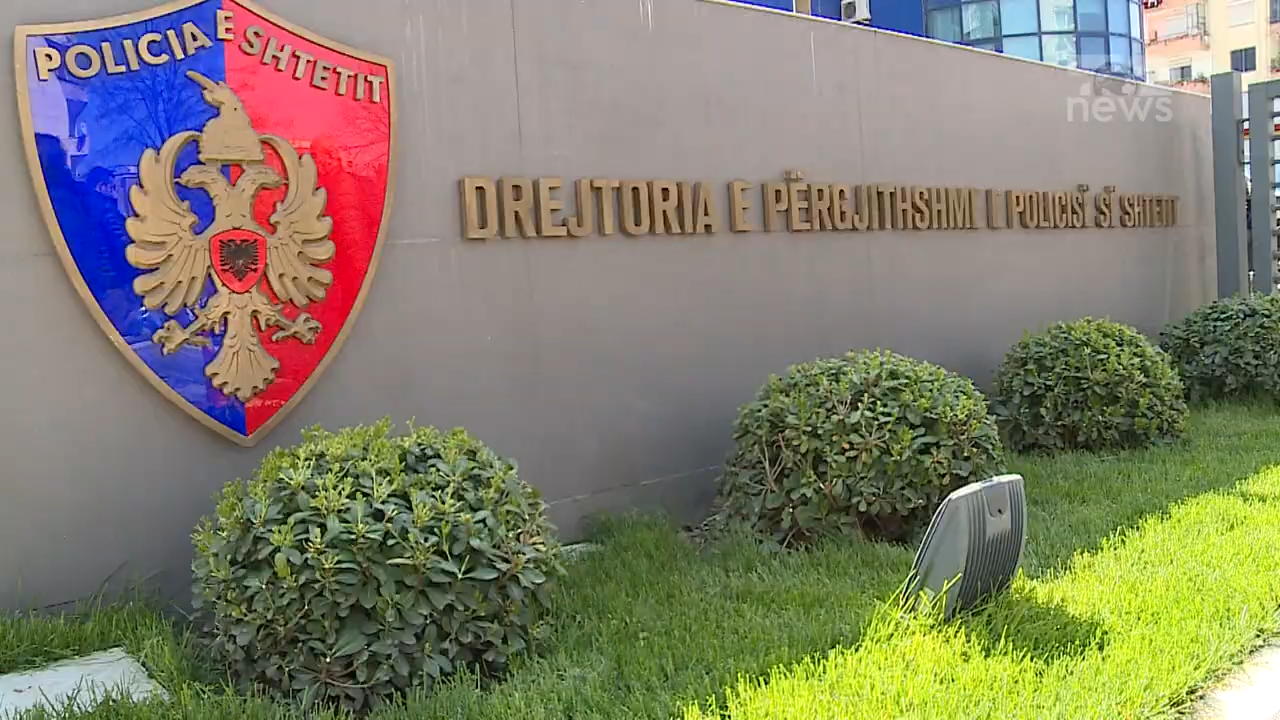 POLICIA E SHTETIT
DREJTORIA E PËRGJITHSHME E POLICISË SË SHTETIT
news